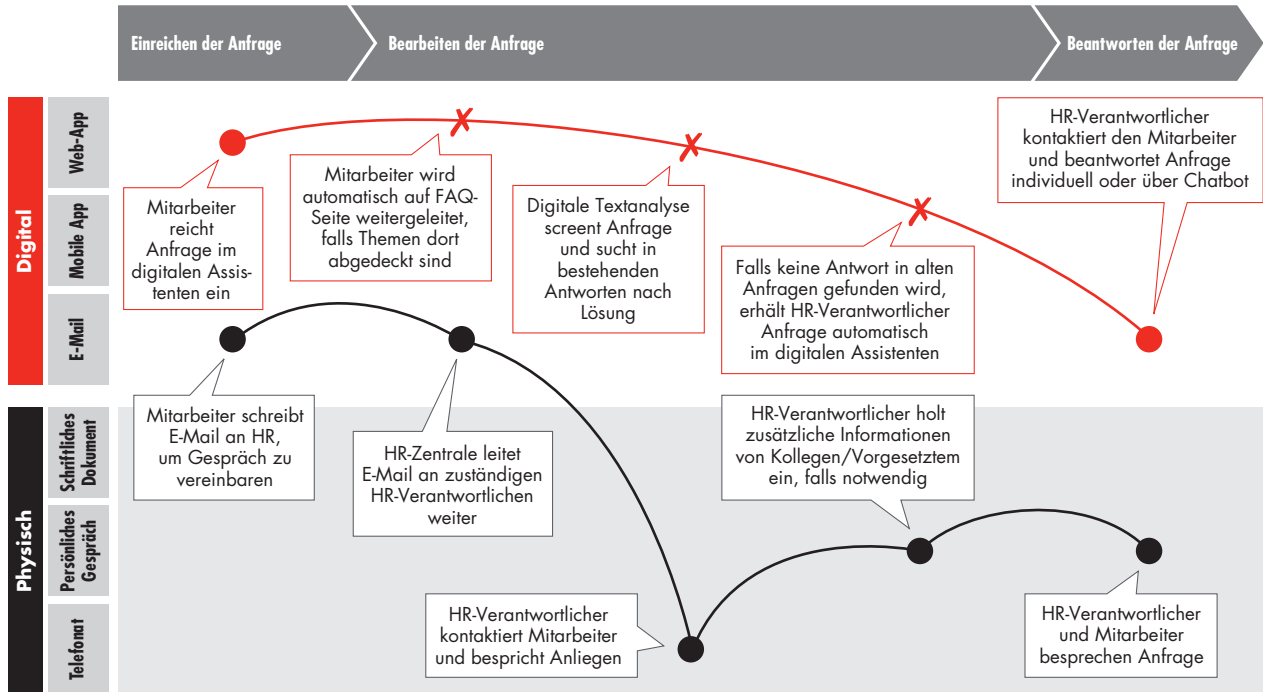 Einreichen der Anfrage
Bearbeiten der Anfrage
Beantworten der Anfrage
Digital
Web-App
Mobile App
E-Mail
Mitarbeiter
reicht
Anfrage im
digitalen Assis-
tenten ein
Mitarbeiter wird
automatisch auf FAQ-
Seite weitergeleitet,
falls Themen dort
abgedeckt sind
Digitale Textanalyse
screent Anfrage
und sucht in
bestehenden
Antworten nach
Lösung
Falls keine Antwort in alten
Anfragen gefunden wird,
erhält HR-Verantwortlicher
Anfrage automatisch
im digitalen Assistenten
HR-Verantwortlicher
kontaktiert den Mitarbeiter
und beantwortet Anfrage
individuell oder über Chatbot
Physisch
Schriftliches
Dokument
Persönliches
Gespräch
Telefonat
Mitarbeiter schreibt
E-Mail an HR,
um Gespräch zu
vereinbaren
HR-Zentrale leitet
E-Mail an zuständigen
HR-Verantwortlichen
weiter
HR-Verantwortlicher
kontaktiert Mitarbeiter
und bespricht Anliegen
HR-Verantwortlicher holt
zusätzliche Informationen
von Kollegen/Vorgesetztem
ein, falls notwendig
HR-Verantwortlicher
und Mitarbeiter
besprechen Anfrage